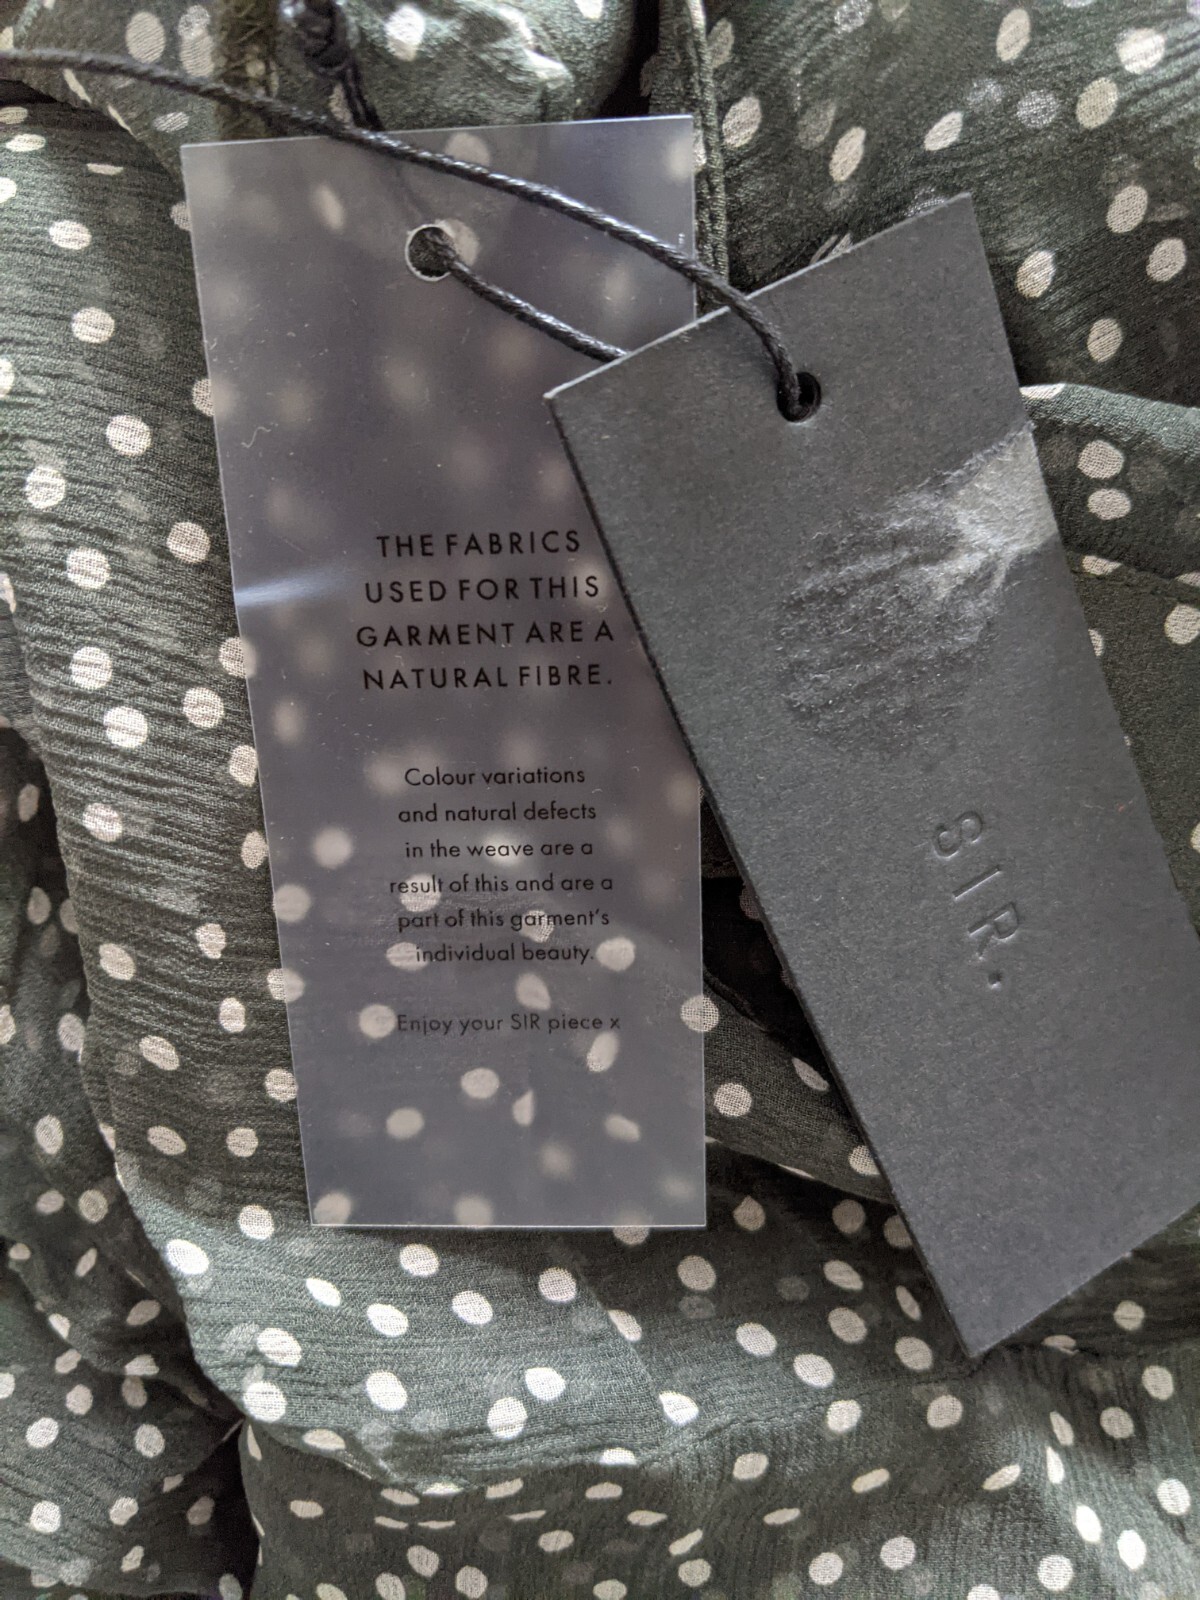 THE FABRICS
USED FOR THIS
GARMENT ARE A
NATURAL FIBRE.
Colour variations
and natural defects
in the weave are a
result of this and are a
part of this garment's
individual beauty.
Enjoy your SIR piece x
SIR.